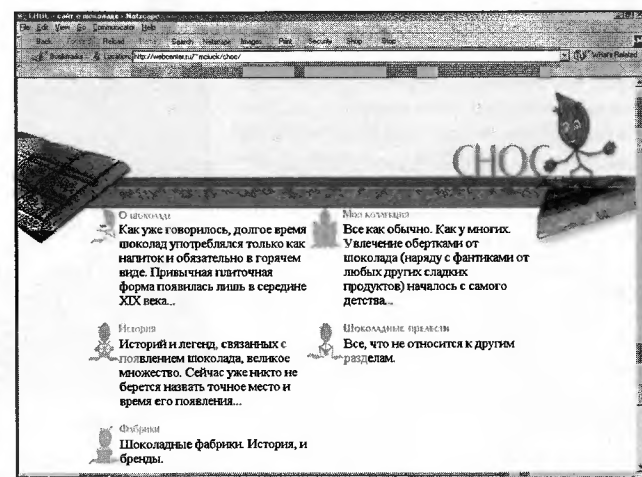 CHOC - сайт о шоколаде - Netscape
File Edit View Go Communicator Help
Back Reload Search Netscape Images Print Security Shop Stop
Bookmarks Location: http://webcenter.ru/~mciuck/choc/ What's Related
CHOC
О шоколаде
Как уже говорилось, долгое время
шоколад употреблялся только как
напиток и обязательно в горячем
виде. Привычная плиточная
форма появилась лишь в середине
XIX века...
История
Историй и легенд, связанных с
появлением шоколада, великое
множество. Сейчас уже никто не
берется назвать точное место и
время его появления...
Фабрики
Шоколадные фабрики. История, и
бренды.
Моя коллекция
Все как обычно. Как у многих.
Увлечение обертками от
шоколада (наряду с фантиками от
любых других сладких
продуктов) началось с самого
детства...
Шоколадные прелести
Все, что не относится к другим
разделам.